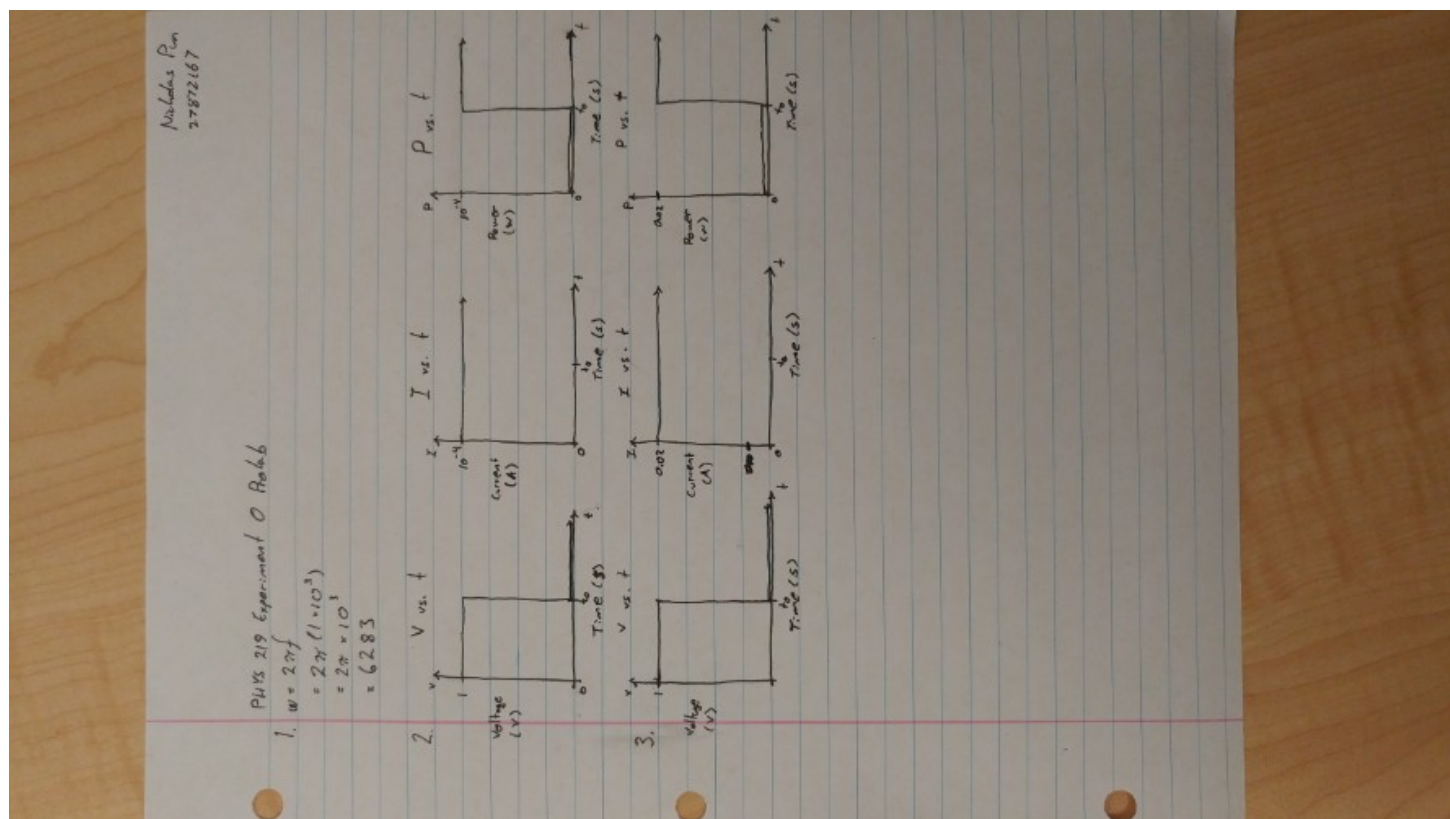 Nicholas Pun
27872167
PHYS 219 Experiment 0 Prelab
1. w = 2πf
= 2π (1×10³)
= 2π × 10³
= 6283
2. V vs. t I vs. t P vs. t
V I P
1 10⁻⁴ 10⁻⁴
Voltage (V) Current (A) Power (W)
0 0 0
t₀ t t₀ t t₀ t
Time (s) Time (s) Time (s)
3. V vs. t I vs. t P vs. t
V I P
1 0.02 0.02
Voltage (V) Current (A) Power (W)
0 0
t₀ t t₀ t t₀ t
Time (s) Time (s) Time (s)